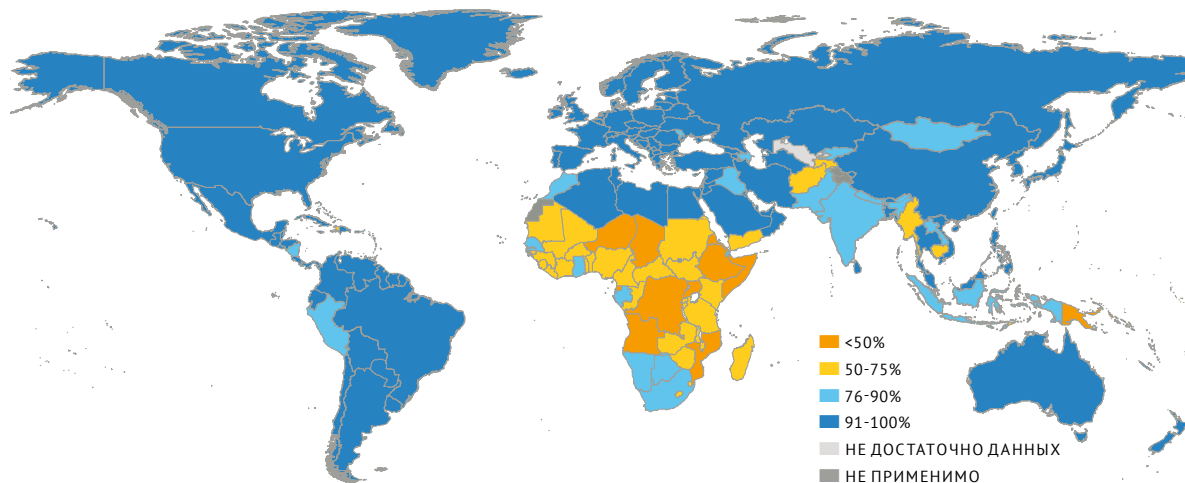 <50%
50-75%
76-90%
91-100%
НЕ ДОСТАТОЧНО ДАННЫХ
НЕ ПРИМЕНИМО